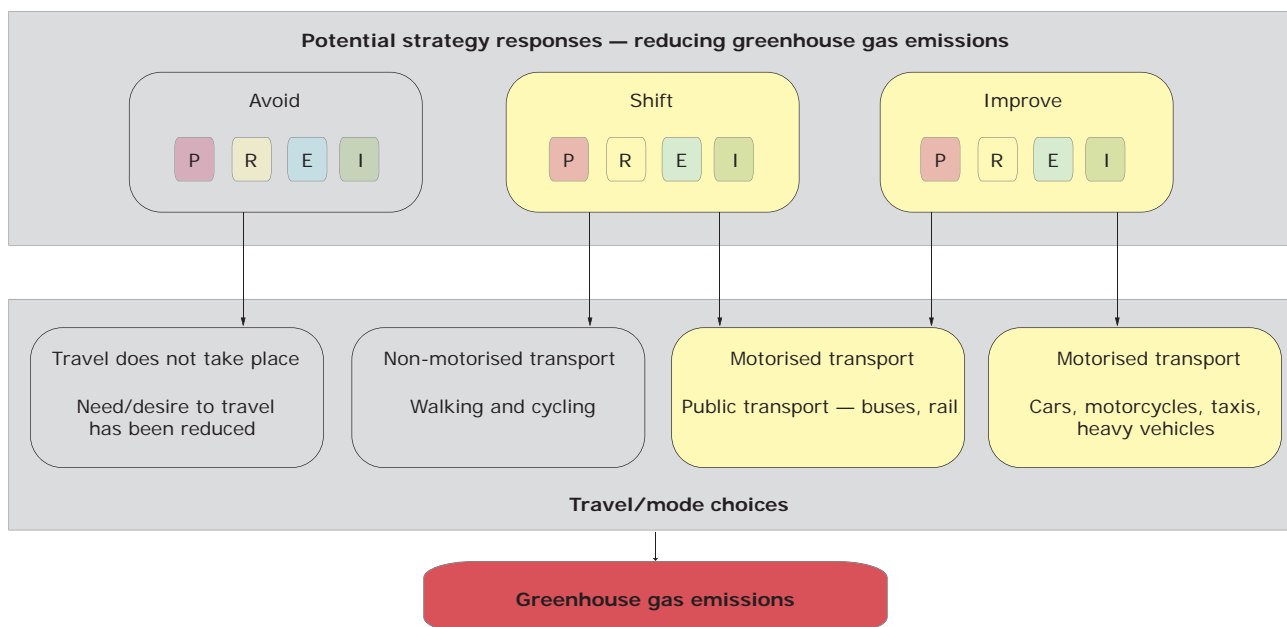 Potential strategy responses — reducing greenhouse gas emissions
Avoid
P R E I
Shift
P R E I
Improve
P R E I
Travel does not take place
Need/desire to travel
has been reduced
Non-motorised transport
Walking and cycling
Motorised transport
Public transport — buses, rail
Motorised transport
Cars, motorcycles, taxis,
heavy vehicles
Travel/mode choices
Greenhouse gas emissions